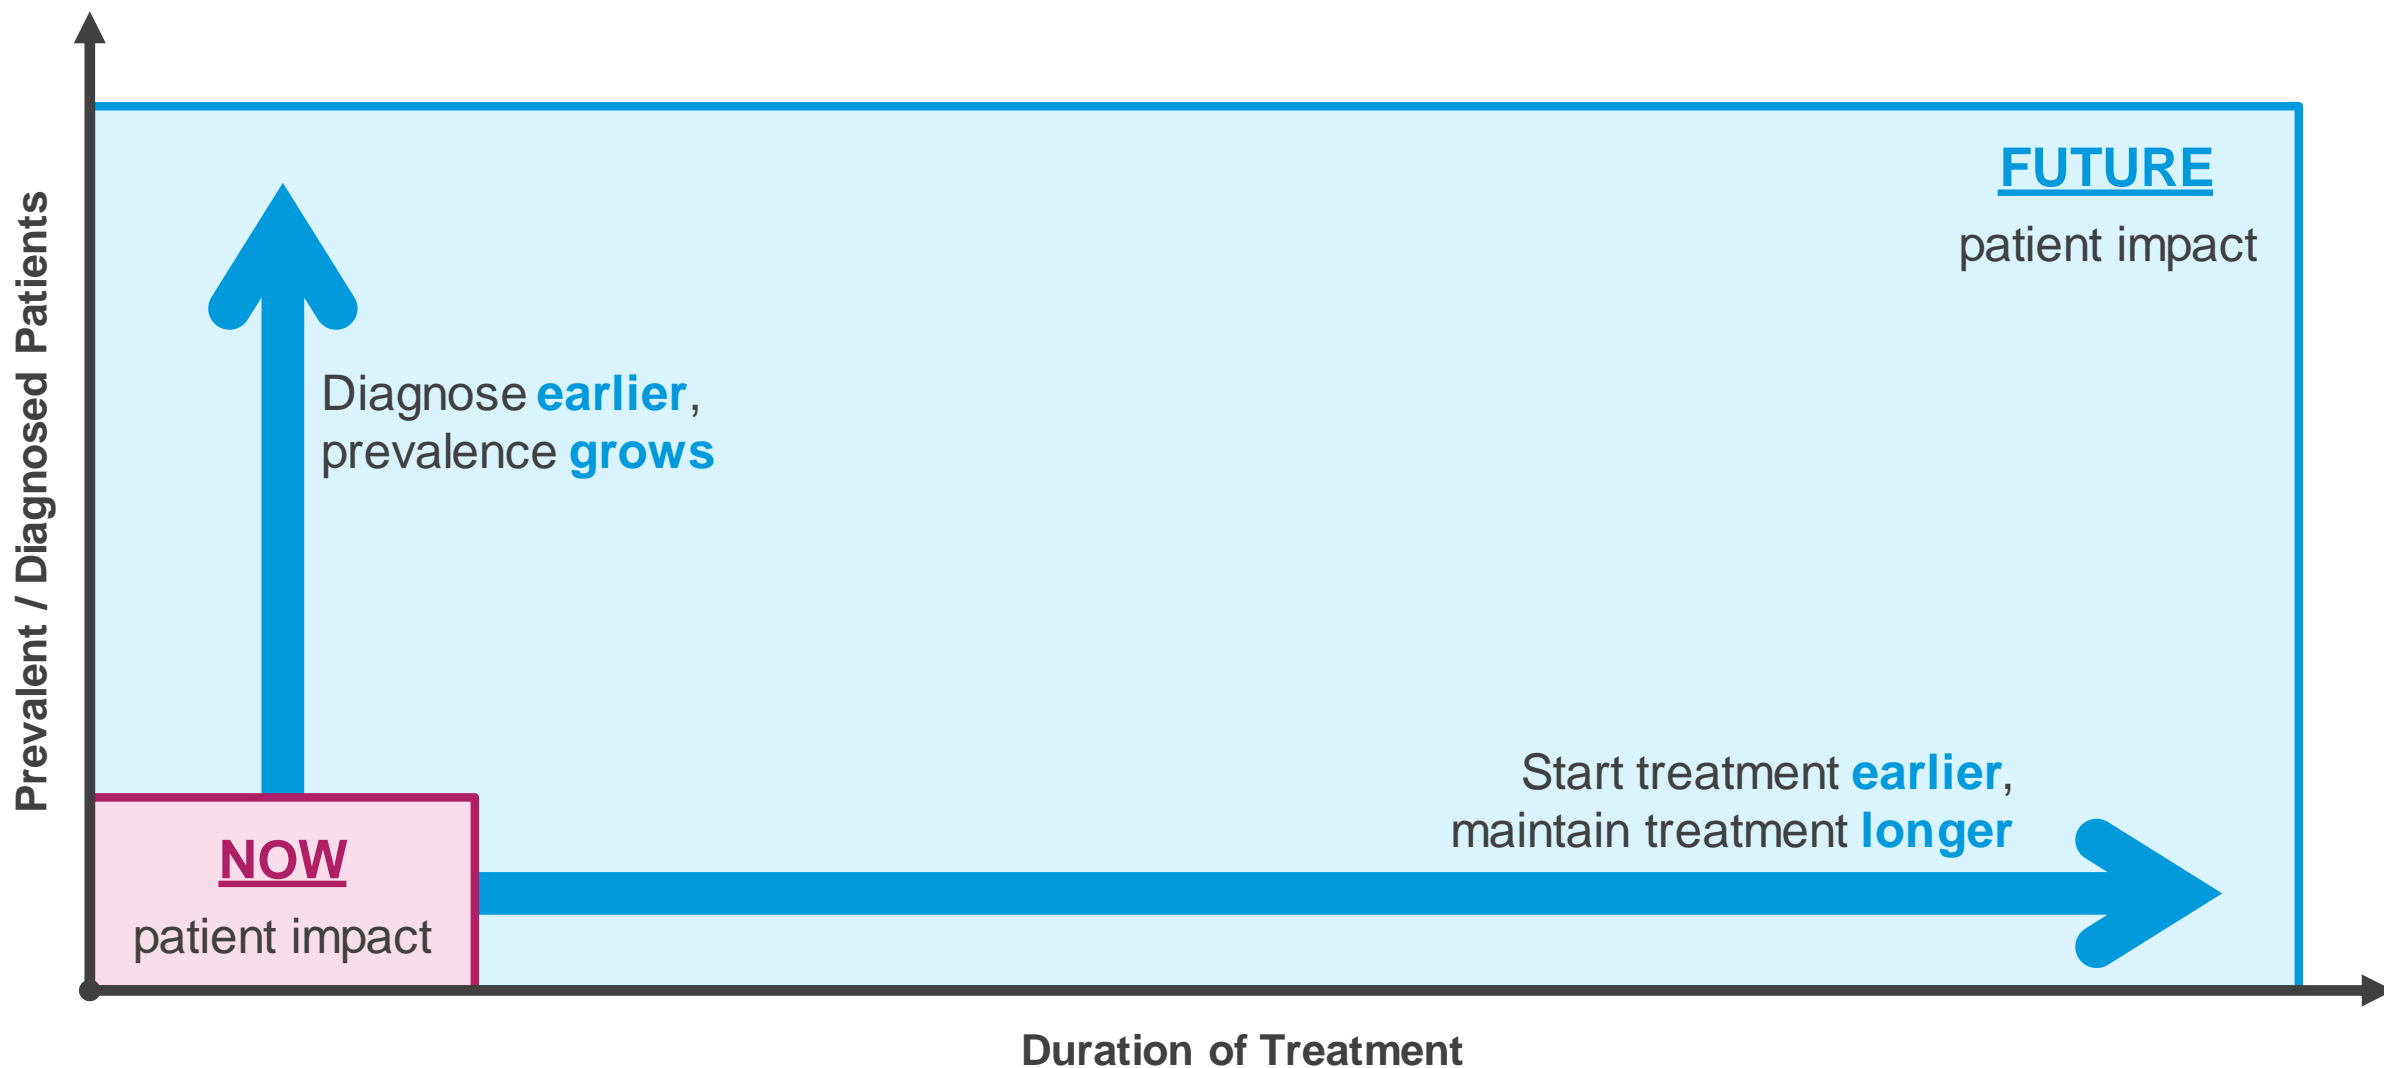 Prevalent / Diagnosed Patients
FUTURE
patient impact
Diagnose earlier,
prevalence grows
Start treatment earlier,
maintain treatment longer
NOW
patient impact
Duration of Treatment